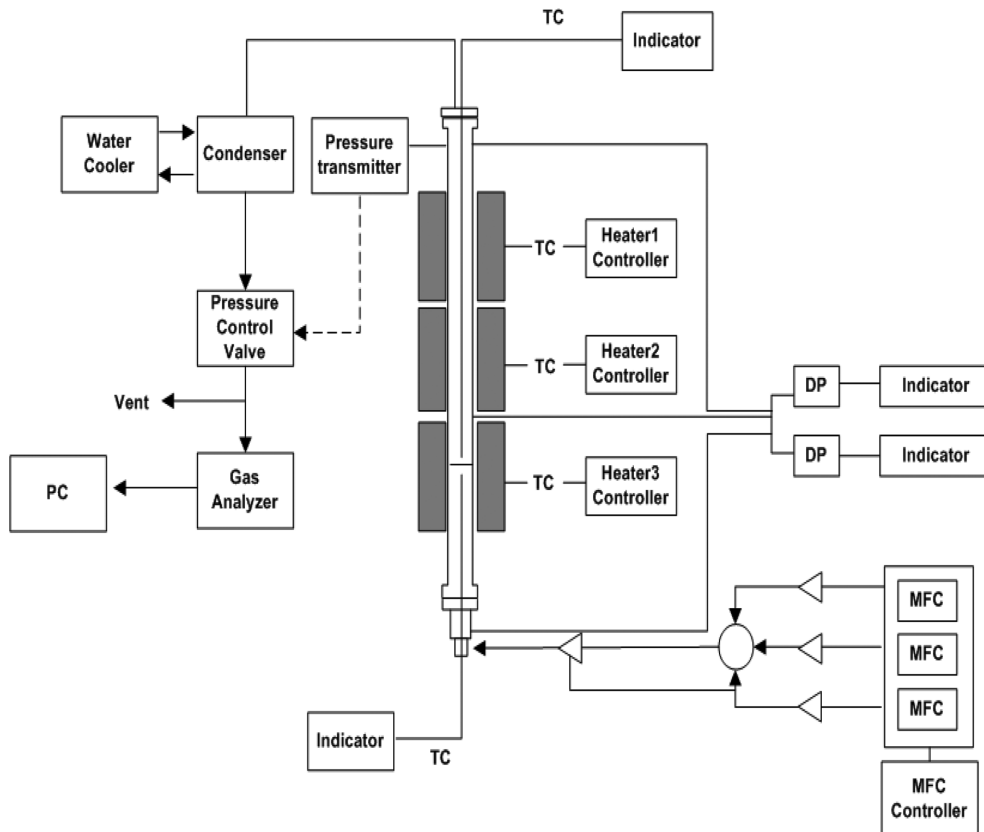 TC
Indicator
Water
Cooler
Condenser
Pressure
transmitter
TC
Heater1
Controller
Pressure
Control
Valve
TC
Heater2
Controller
Vent
DP
Indicator
DP
Indicator
PC
Gas
Analyzer
TC
Heater3
Controller
MFC
MFC
MFC
Indicator
TC
MFC
Controller